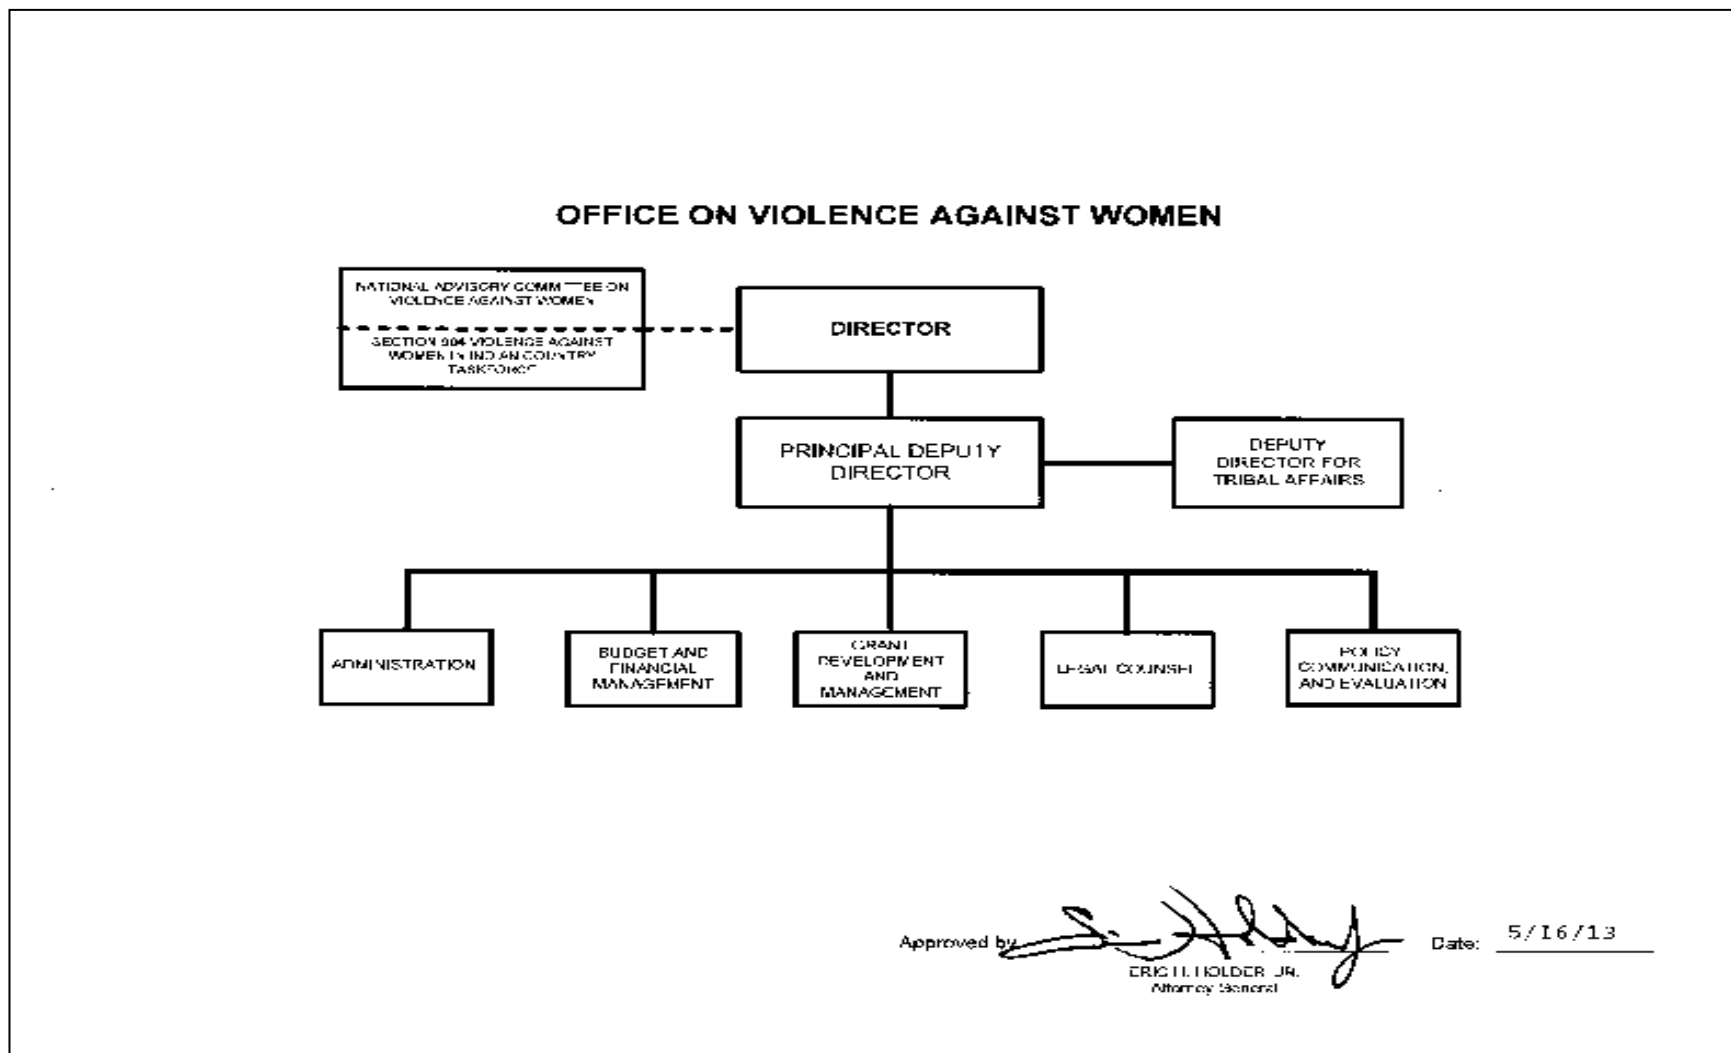 OFFICE ON VIOLENCE AGAINST WOMEN
NATIONAL ADVISORY COMMITTEE ON
VIOLENCE AGAINST WOMEN
SECTION 904 VIOLENCE AGAINST
WOMEN IN INDIAN COUNTRY
TASKFORCE
DIRECTOR
PRINCIPAL DEPUTY
DIRECTOR
DEPUTY
DIRECTOR FOR
TRIBAL AFFAIRS
ADMINISTRATION
BUDGET AND
FINANCIAL
MANAGEMENT
GRANT
DEVELOPMENT
AND
MANAGEMENT
LEGAL COUNSEL
POLICY
COMMUNICATION,
AND EVALUATION
Approved by
ERIC H. HOLDER JR.
Attorney General
Date: 5/16/13